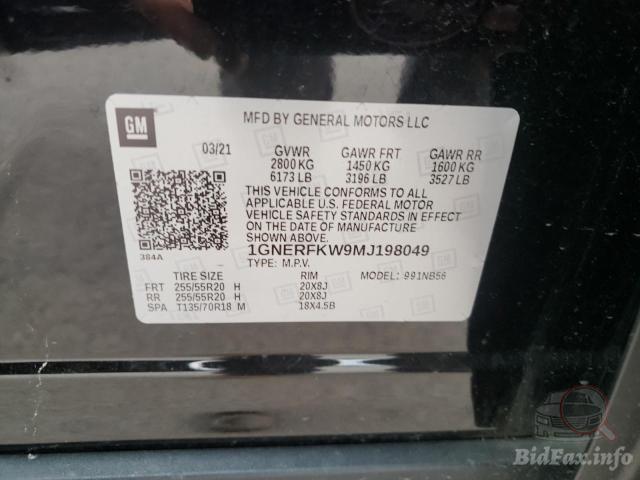 GM
MFD BY GENERAL MOTORS LLC
03/21 GVWR GAWR FRT GAWR RR
2800 KG 1450 KG 1600 KG
6173 LB 3196 LB 3527 LB
THIS VEHICLE CONFORMS TO ALL
APPLICABLE U.S. FEDERAL MOTOR
VEHICLE SAFETY STANDARDS IN EFFECT
ON THE DATE OF MANUFACTURE
SHOWN ABOVE.
384A
1GNERFKW9MJ198049
TYPE: M.P.V. MODEL: 991NB56
TIRE SIZE RIM
FRT 255/55R20 H 20X8J
RR 255/55R20 H 20X8J
SPA T135/70R18 M 18X4.5B
BidFax.info